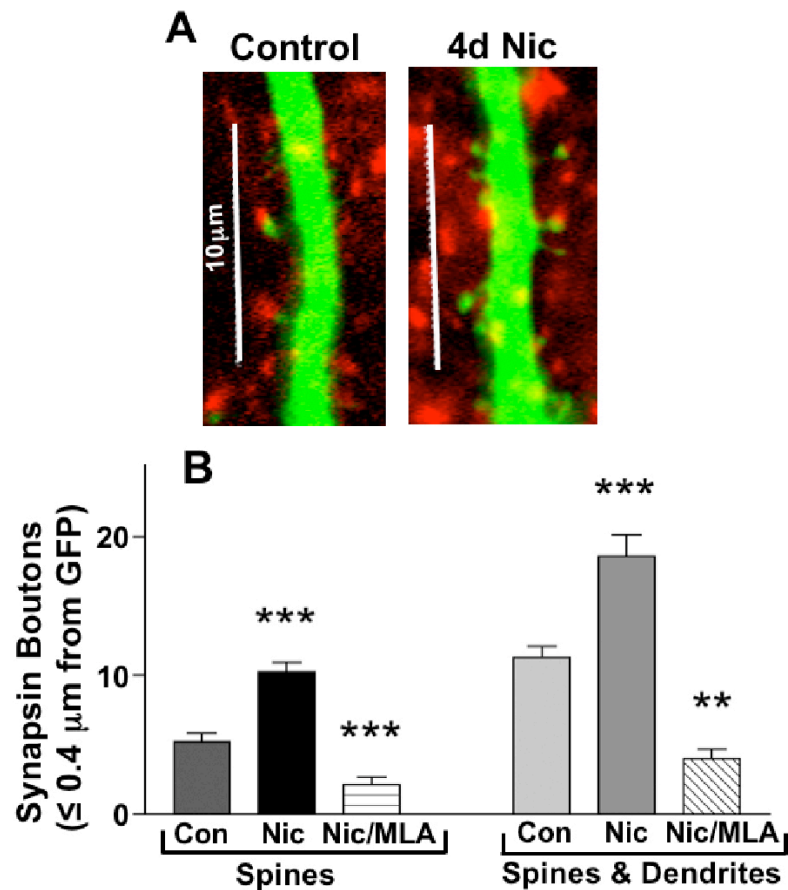 A
Control
4d Nic
10μm
B
Synapsin Boutons
(≤ 0.4 μm from GFP)
20
10
0
***
***
***
***
**
Con Nic Nic/MLA Con Nic Nic/MLA
Spines Spines & Dendrites